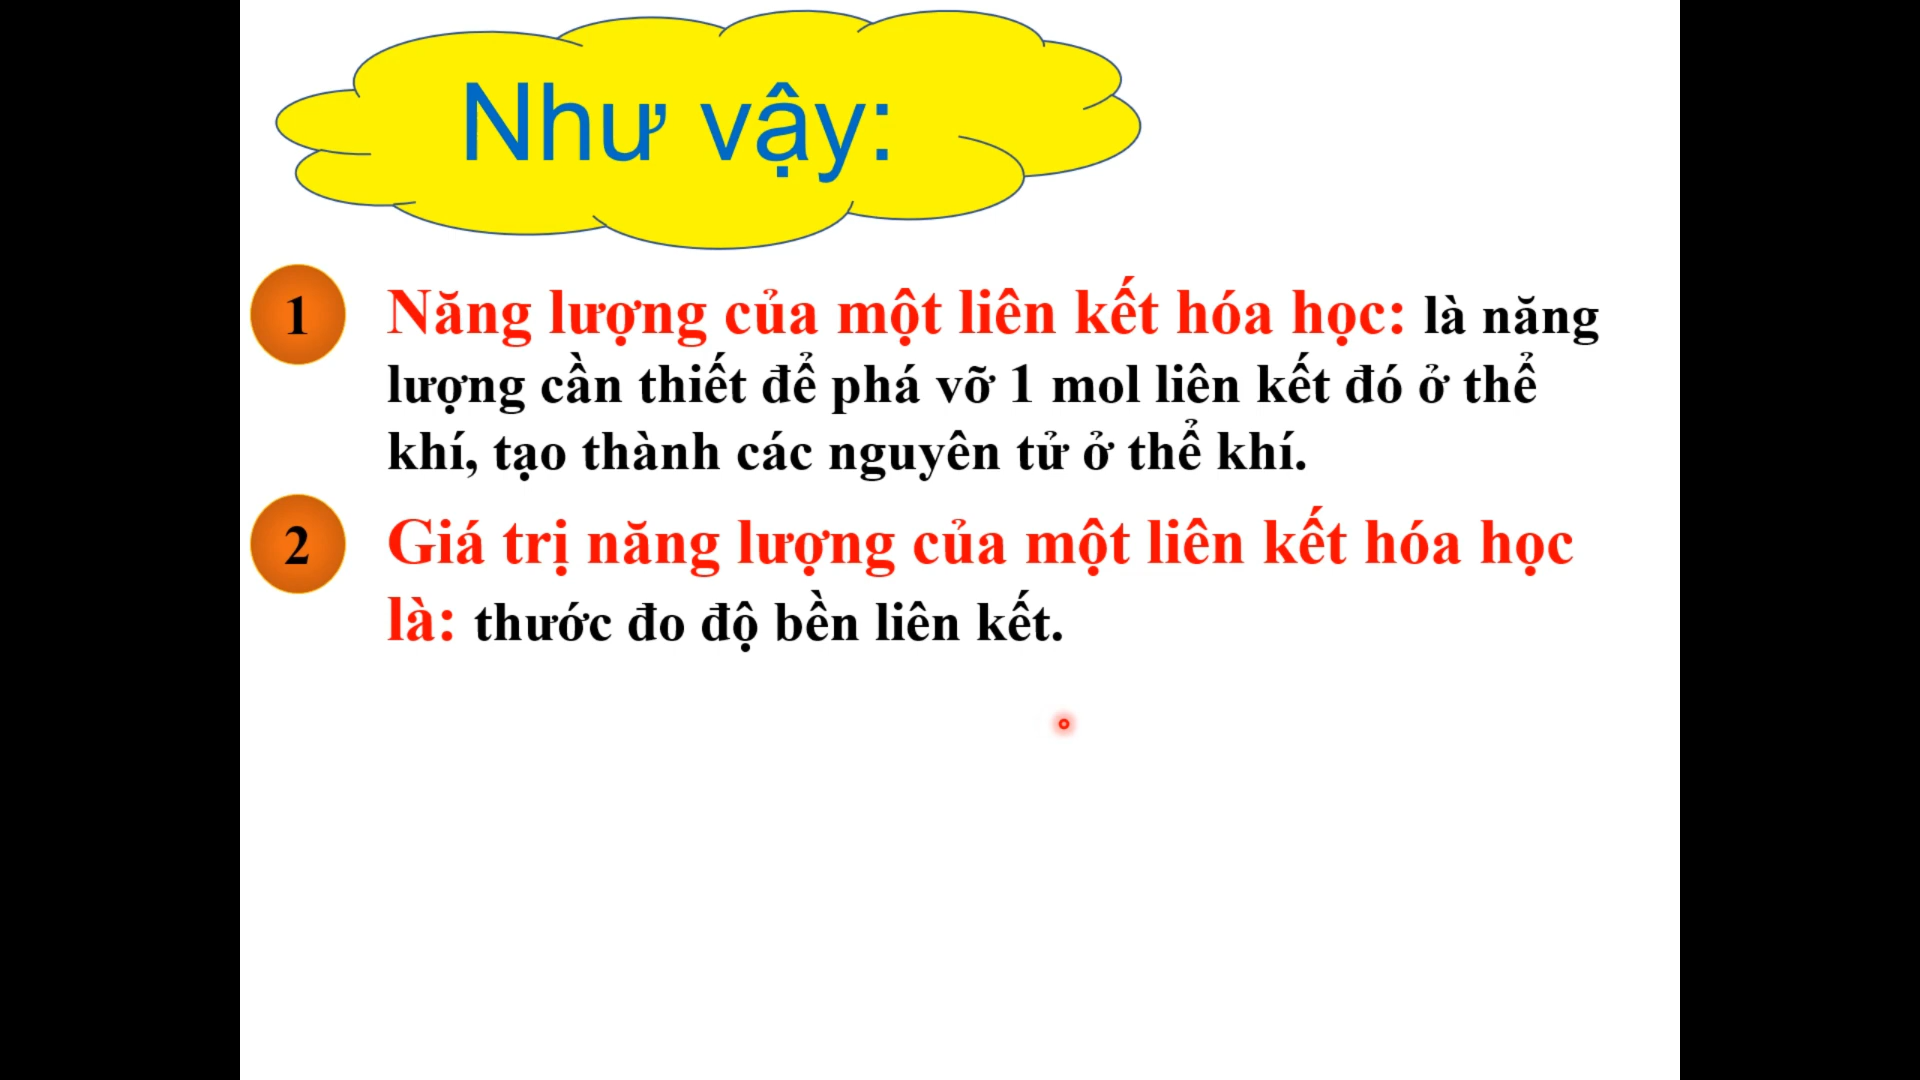 Như vậy:
1 Năng lượng của một liên kết hóa học: là năng
lượng cần thiết để phá vỡ 1 mol liên kết đó ở thể
khí, tạo thành các nguyên tử ở thể khí.
2 Giá trị năng lượng của một liên kết hóa học
là: thước đo độ bền liên kết.